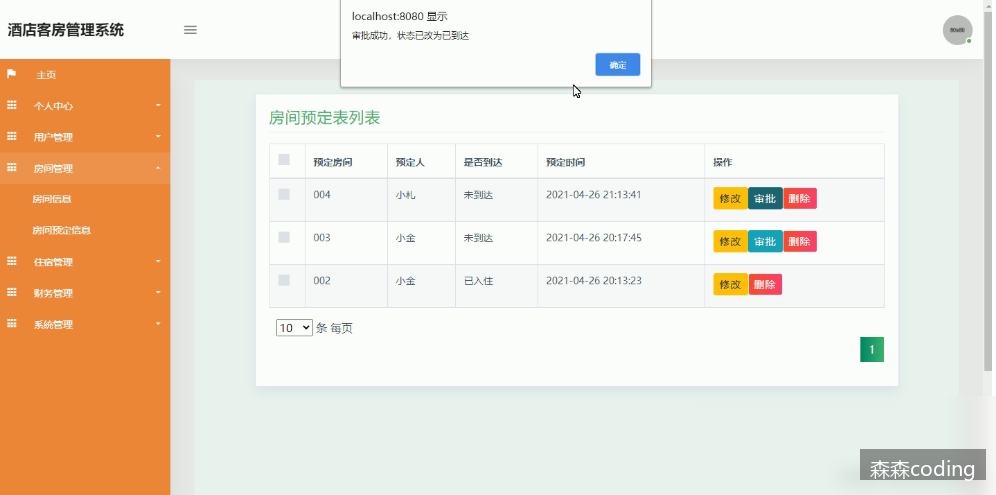 酒店客房管理系统
localhost:8080 显示
审批成功，状态已改为已到达
确定
主页
个人中心
用户管理
房间管理
房间信息
房间预定信息
住宿管理
财务管理
系统管理
房间预定表列表
预定房间 预定人 是否到达 预定时间 操作
004 小札 未到达 2021-04-26 21:13:41 修改 审批 删除
003 小金 未到达 2021-04-26 20:17:45 修改 审批 删除
002 小金 已入住 2021-04-26 20:13:23 修改 删除
10 条 每页
1
森森coding